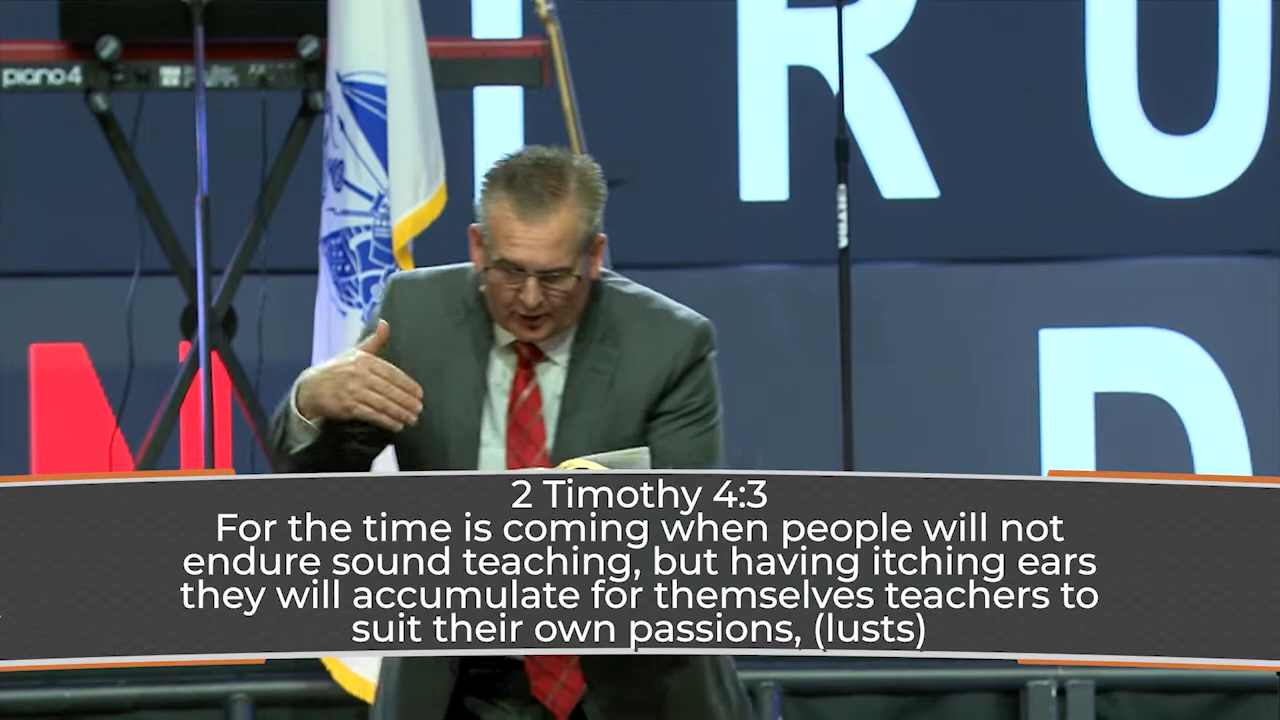 piano4
I R U
M D
2 Timothy 4:3
For the time is coming when people will not
endure sound teaching, but having itching ears
they will accumulate for themselves teachers to
suit their own passions, (lusts)